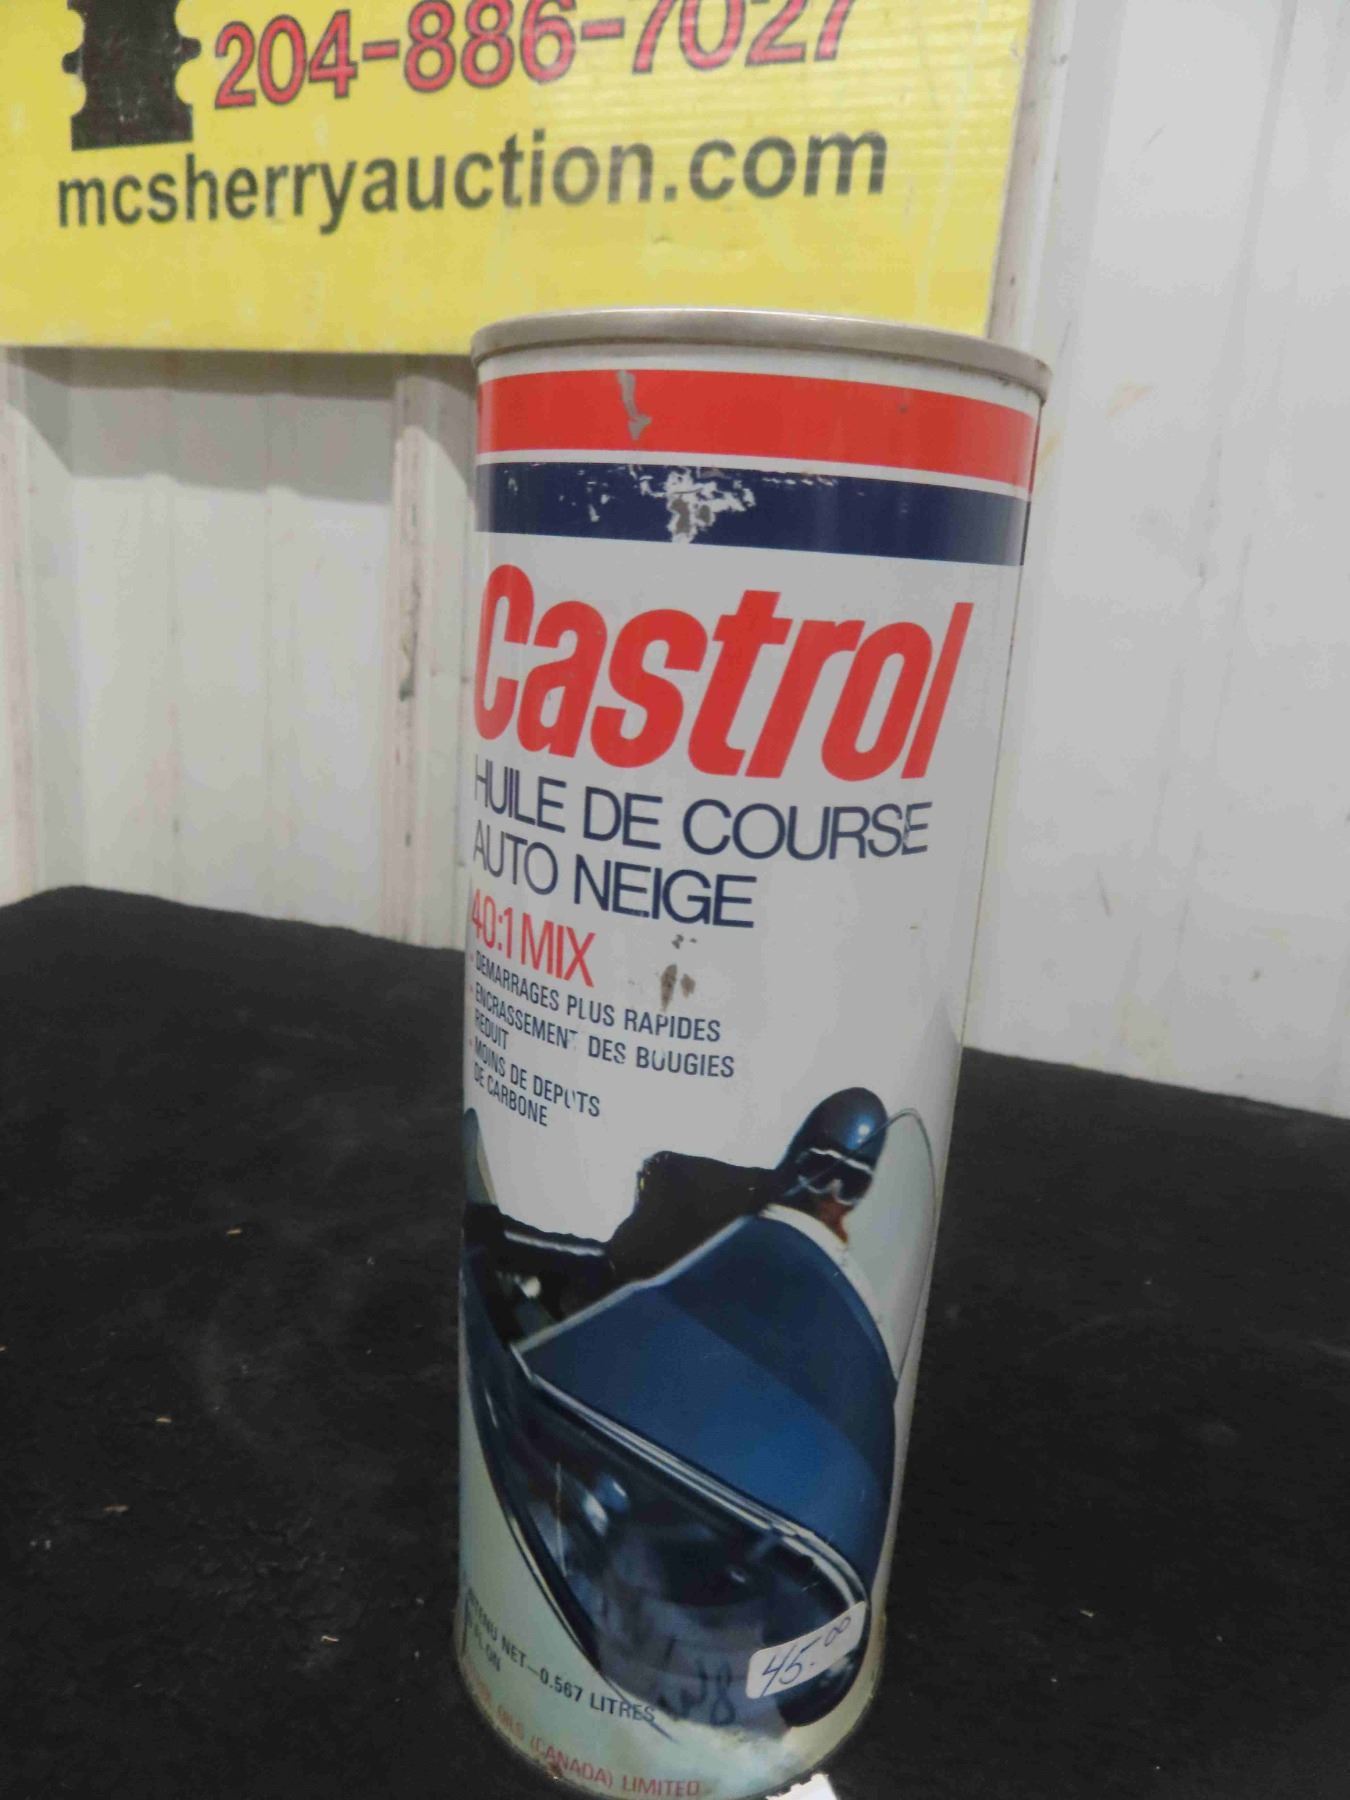 204-886-7027
mcsherryauction.com
Castrol
HUILE DE COURSE
AUTO NEIGE
40:1 MIX
DEMARRAGES PLUS RAPIDES
ENCRASSEMENT DES BOUGIES
REDUIT
MOINS DE DEPOTS
DE CARBONE
NET-0.567 LITRES
45.00
OILS (CANADA) LIMITED